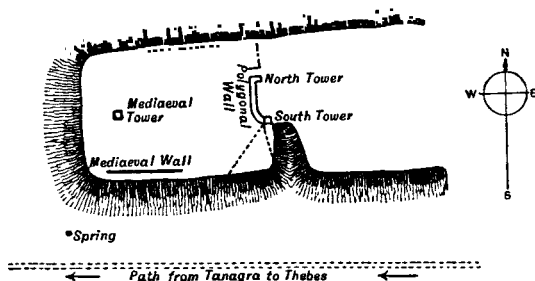 N
W E
S
North Tower
Polygonal
Wall
Mediaeval
Tower
South Tower
Mediaeval Wall
Spring
Path from Tanagra to Thebes